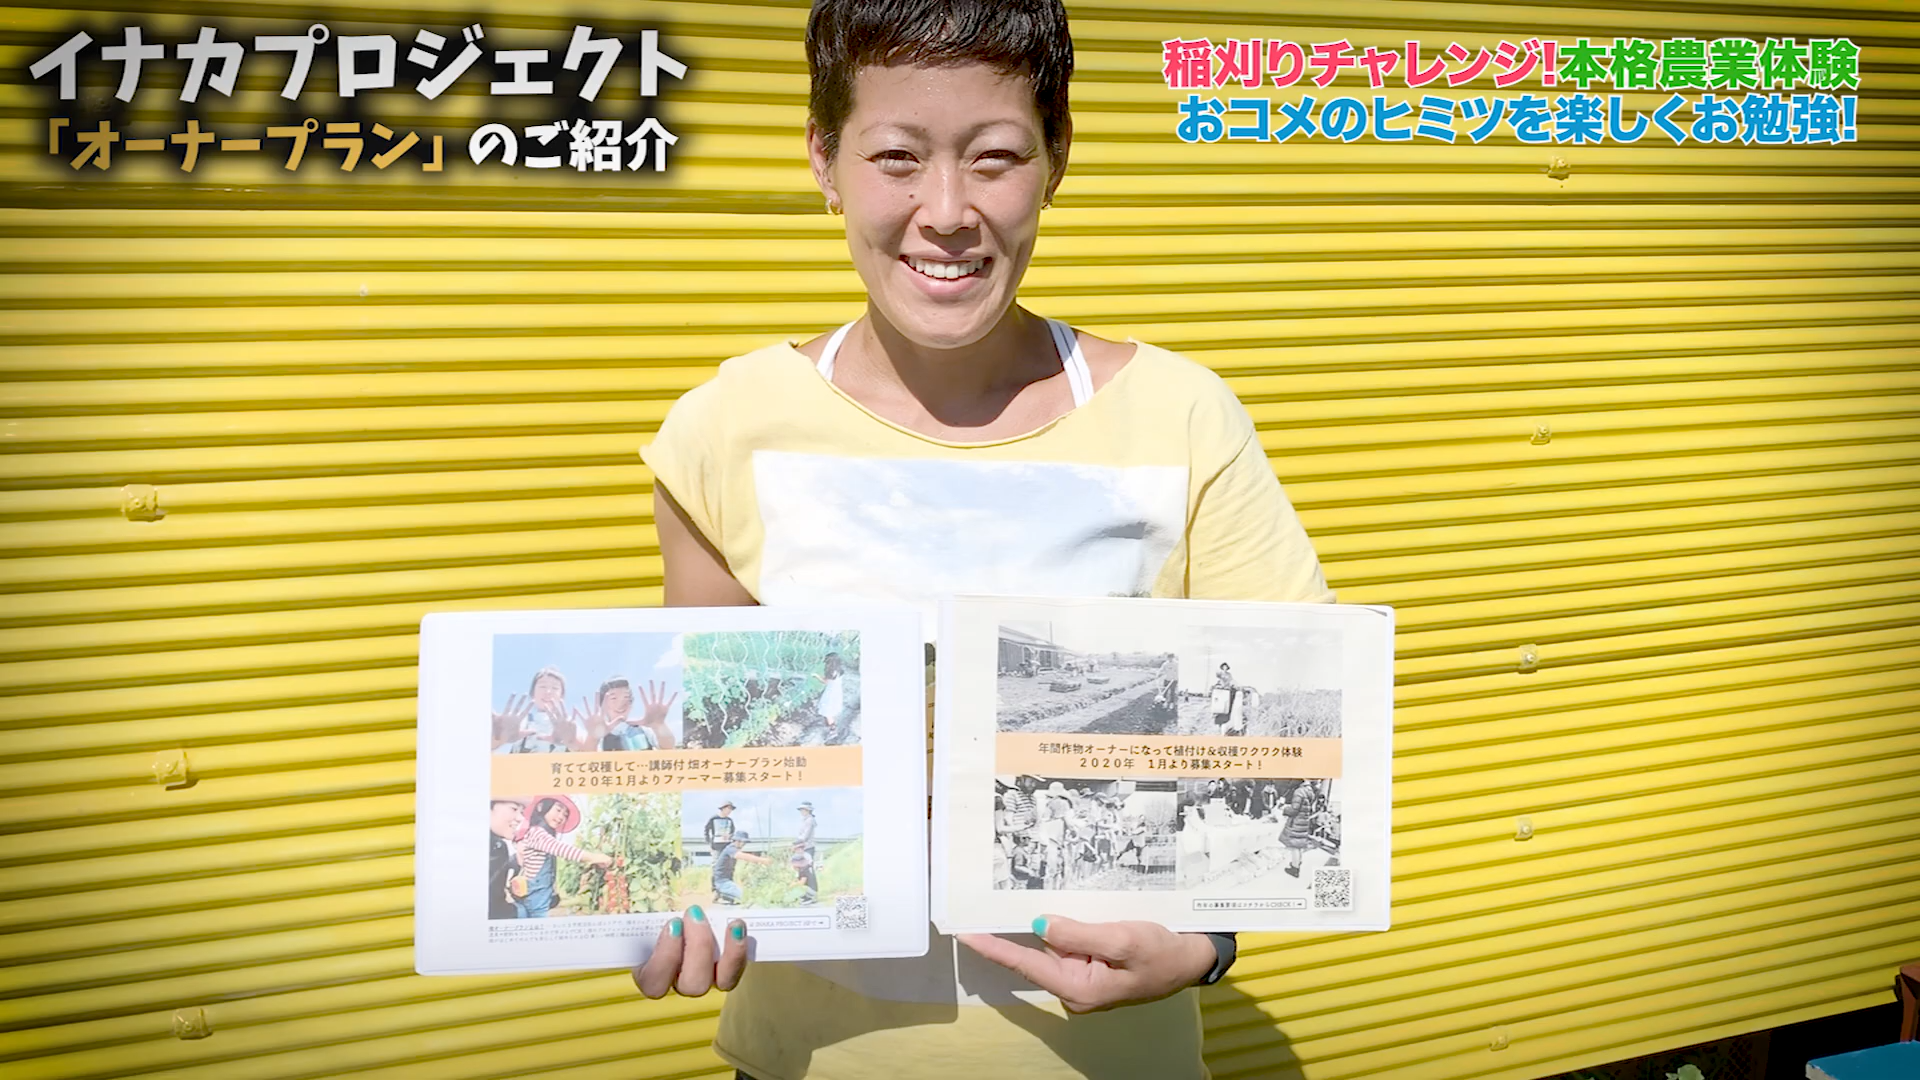 イナカプロジェクト
「オーナープラン」のご紹介
稲刈りチャレンジ!本格農業体験
おコメのヒミツを楽しくお勉強!
育てて収穫して…講師付 畑オーナープラン始動
2020年1月よりファーマー募集スタート!
年間作物オーナーになって植付け&収穫ワクワク体験
2020年 1月より募集スタート!